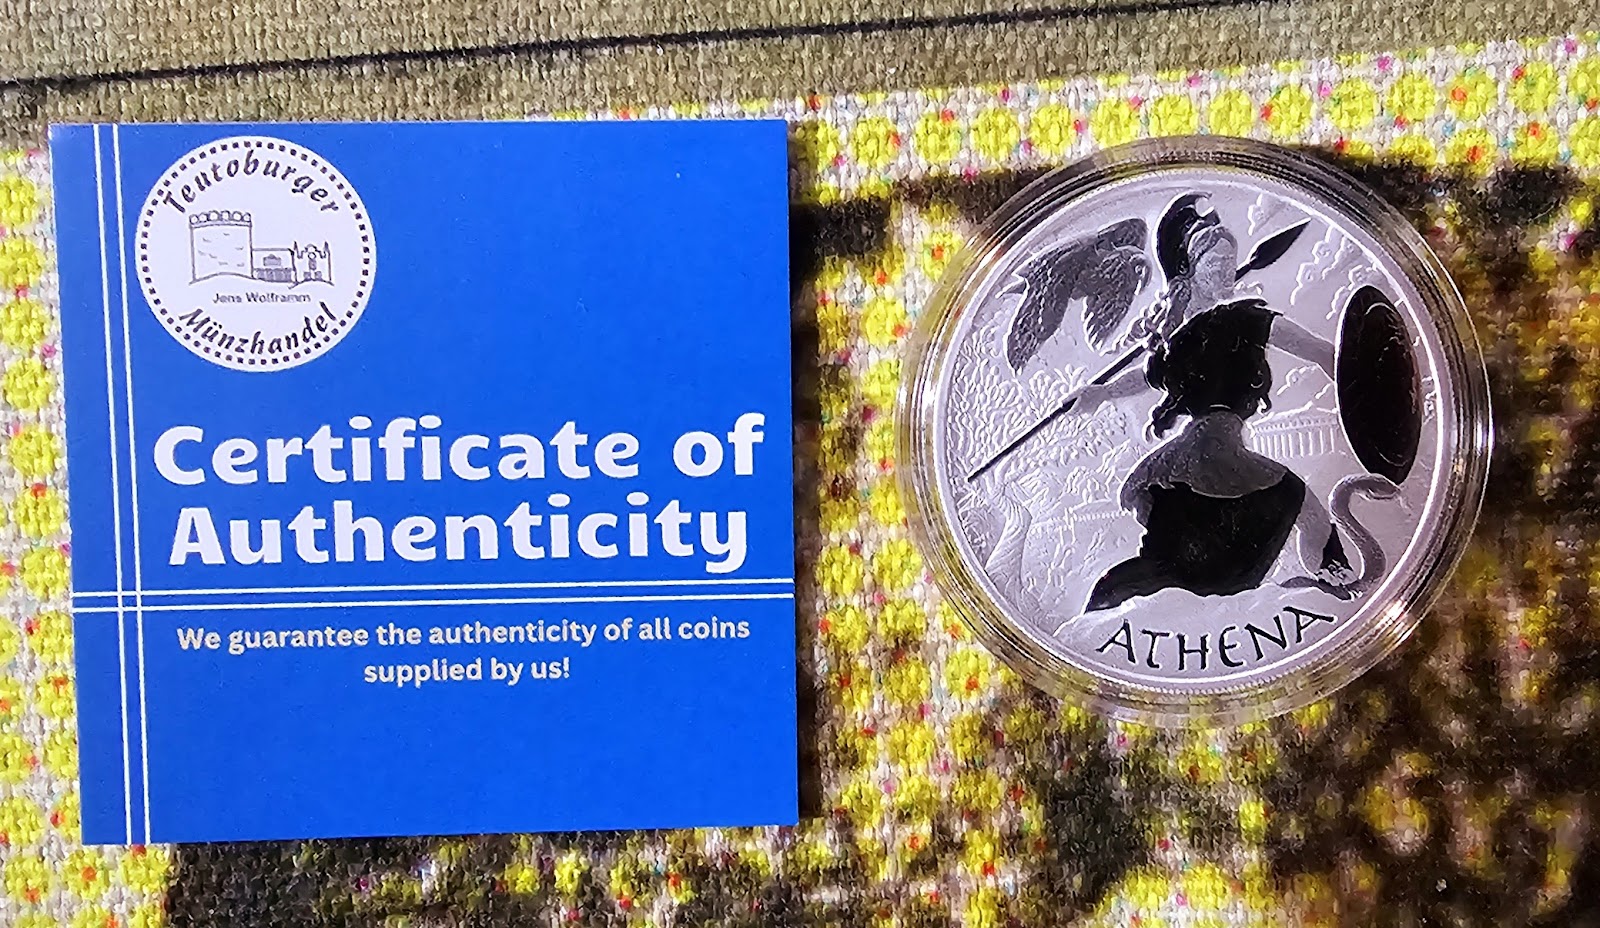 Teutoburger
Jens Wolframm
Münzhandel
Certificate of
Authenticity
We guarantee the authenticity of all coins
supplied by us!
ATHENA